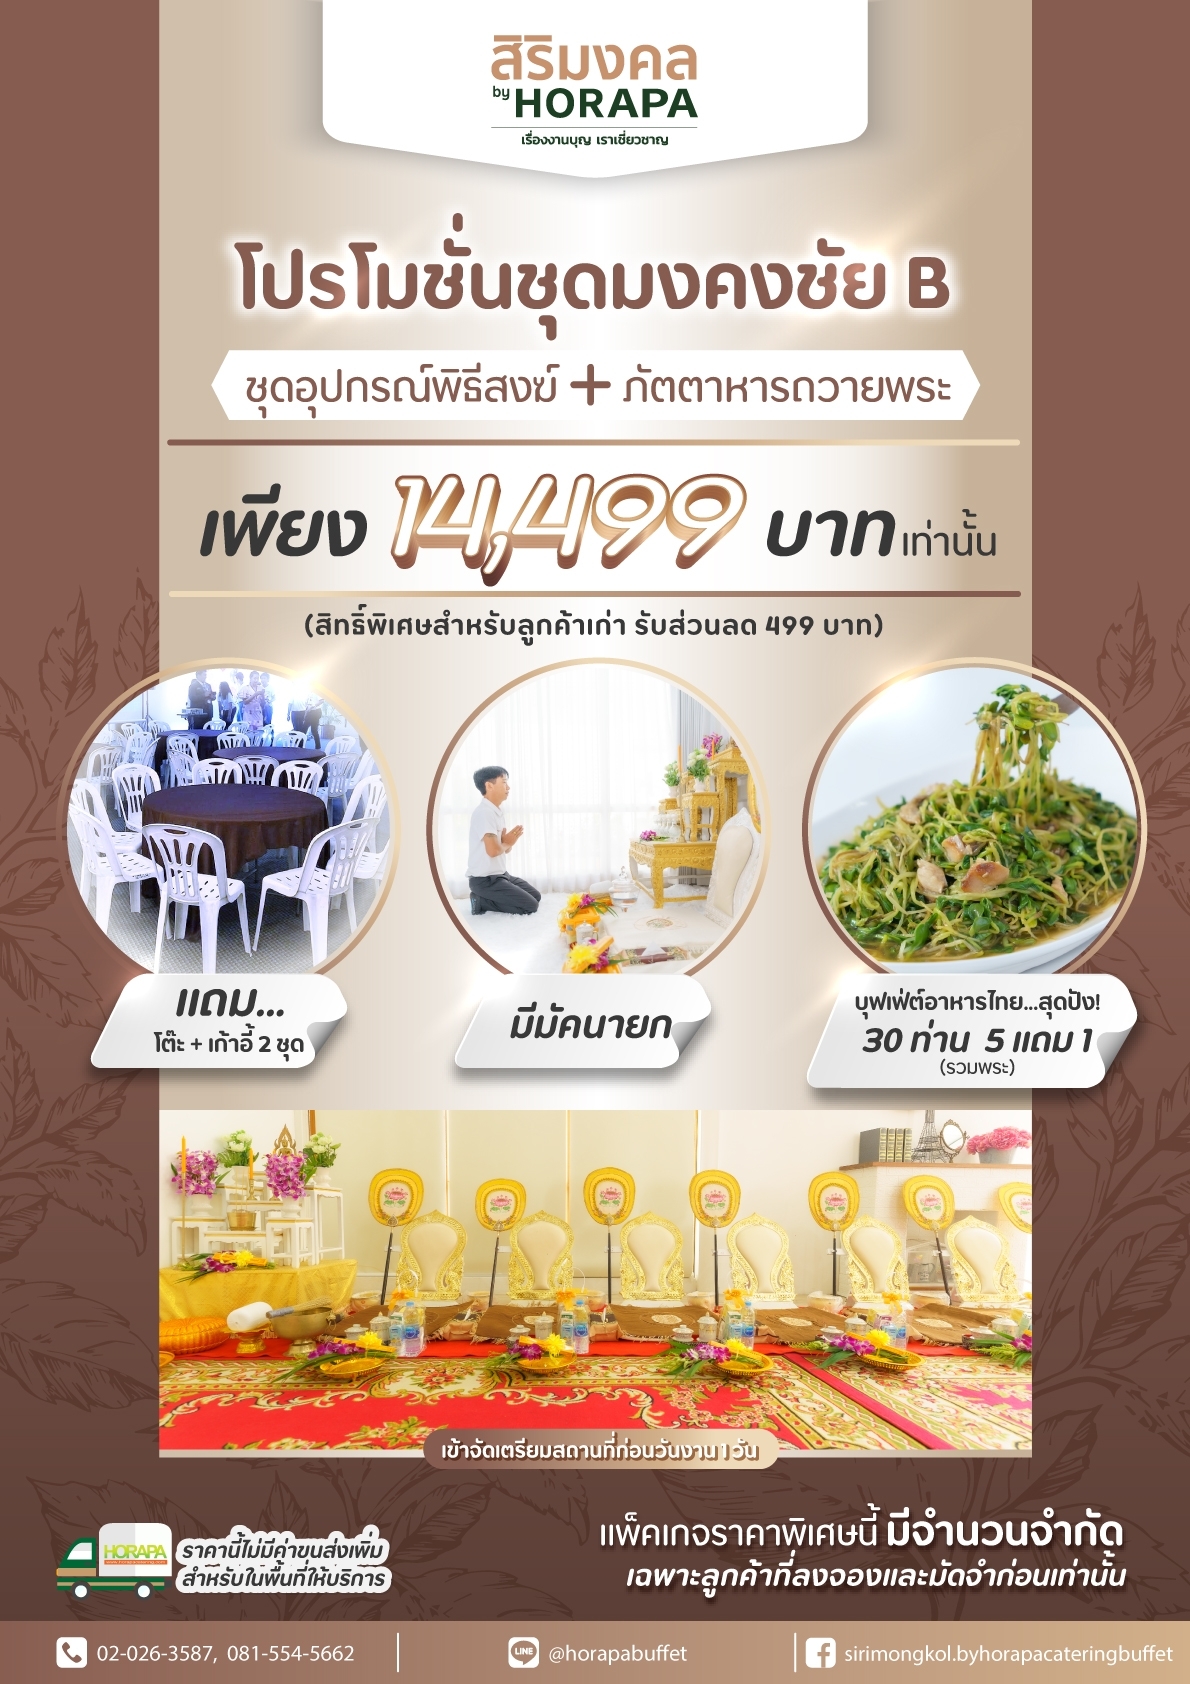 สิริมงคล
by HORAPA
เรื่องงานบุญ เราเชี่ยวชาญ
โปรโมชั่นชุดมงคงชัย B
ชุดอุปกรณ์พิธีสงฆ์ + ภัตตาหารถวายพระ
เพียง 14,499 บาท เท่านั้น
(สิทธิ์พิเศษสำหรับลูกค้าเก่า รับส่วนลด 499 บาท)
แถม...
โต๊ะ + เก้าอี้ 2 ชุด
มีมัคนายก
บุฟเฟ่ต์อาหารไทย...สุดปัง!
30 ท่าน 5 แถม 1
(รวมพระ)
เข้าจัดเตรียมสถานที่ก่อนวันงาน 1 วัน
HORAPA
ราคานี้ไม่มีค่าขนส่งเพิ่ม
สำหรับในพื้นที่ให้บริการ
แพ็คเกจราคาพิเศษนี้ มีจำนวนจำกัด
เฉพาะลูกค้าที่ลงจองและมัดจำก่อนเท่านั้น
02-026-3587, 081-554-5662
LINE @horapabuffet
sirimongkol.byhorapacateringbuffet